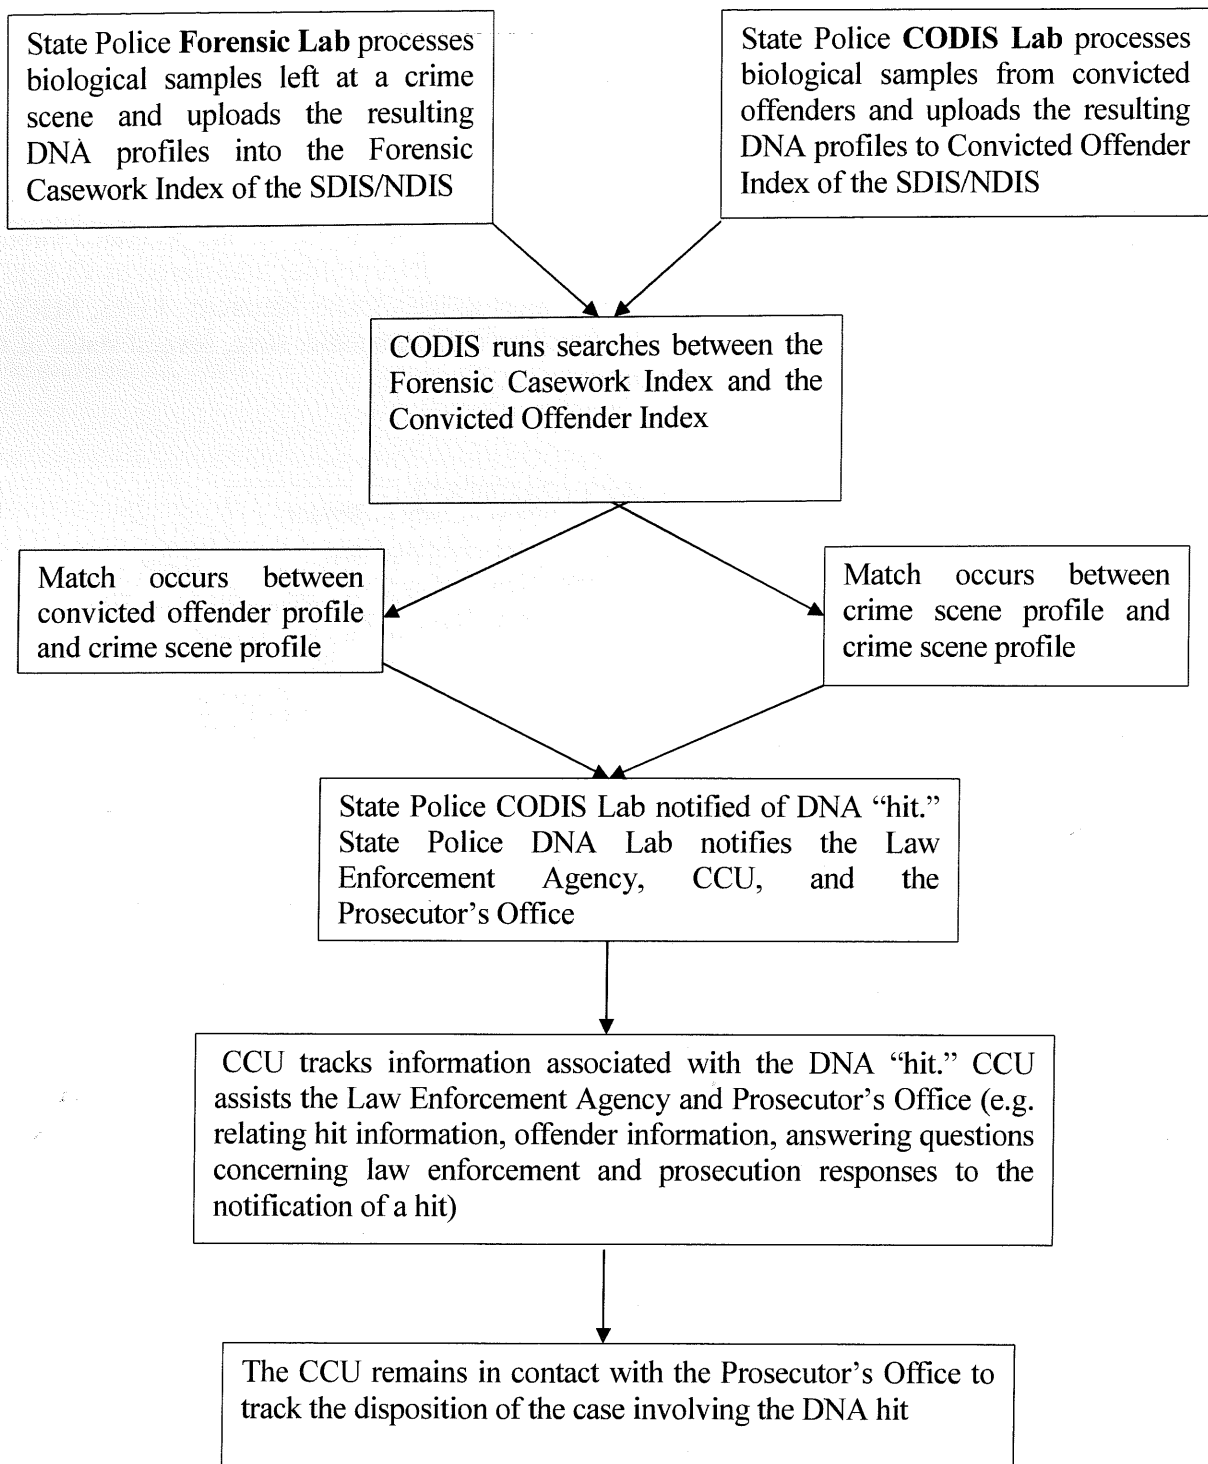 State Police Forensic Lab processes
biological samples left at a crime
scene and uploads the resulting
DNA profiles into the Forensic
Casework Index of the SDIS/NDIS
State Police CODIS Lab processes
biological samples from convicted
offenders and uploads the resulting
DNA profiles to Convicted Offender
Index of the SDIS/NDIS
CODIS runs searches between the
Forensic Casework Index and the
Convicted Offender Index
Match occurs between
convicted offender profile
and crime scene profile
Match occurs between
crime scene profile and
crime scene profile
State Police CODIS Lab notified of DNA “hit.”
State Police DNA Lab notifies the Law
Enforcement Agency, CCU, and the
Prosecutor’s Office
CCU tracks information associated with the DNA “hit.” CCU
assists the Law Enforcement Agency and Prosecutor’s Office (e.g.
relating hit information, offender information, answering questions
concerning law enforcement and prosecution responses to the
notification of a hit)
The CCU remains in contact with the Prosecutor’s Office to
track the disposition of the case involving the DNA hit